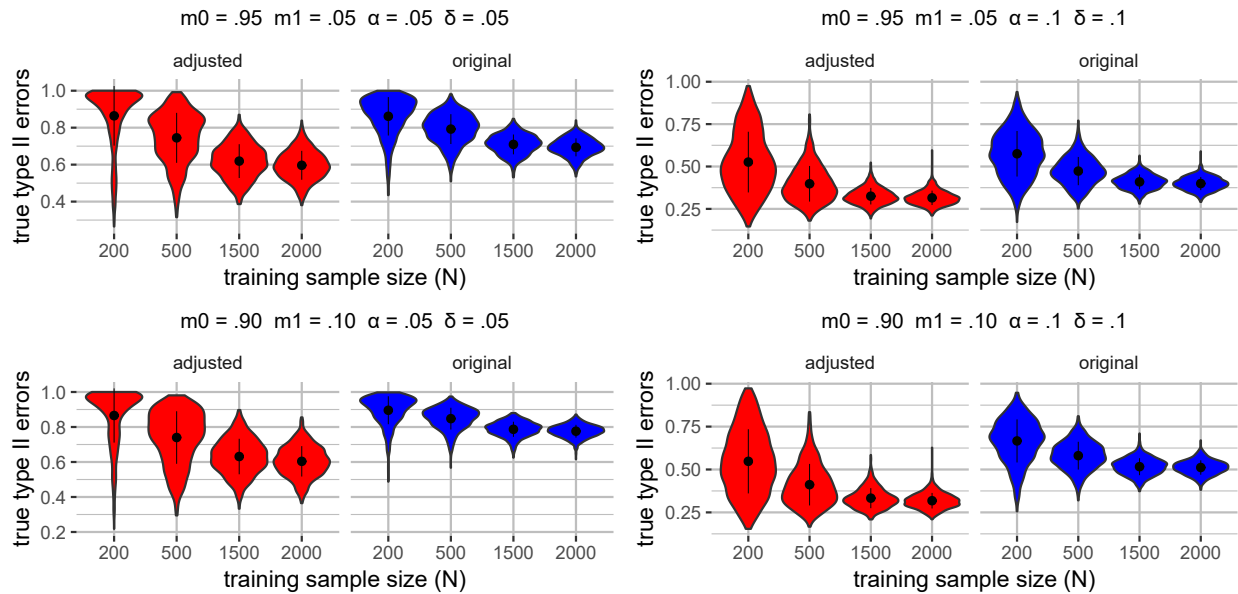 m0 = .95 m1 = .05 α = .05 δ = .05
adjusted original
true type II errors
1.0
0.8
0.6
0.4
200 500 1500 2000 200 500 1500 2000
training sample size (N)
m0 = .95 m1 = .05 α = .1 δ = .1
adjusted original
true type II errors
1.00
0.75
0.50
0.25
200 500 1500 2000 200 500 1500 2000
training sample size (N)
m0 = .90 m1 = .10 α = .05 δ = .05
adjusted original
true type II errors
1.0
0.8
0.6
0.4
0.2
200 500 1500 2000 200 500 1500 2000
training sample size (N)
m0 = .90 m1 = .10 α = .1 δ = .1
adjusted original
true type II errors
1.00
0.75
0.50
0.25
200 500 1500 2000 200 500 1500 2000
training sample size (N)